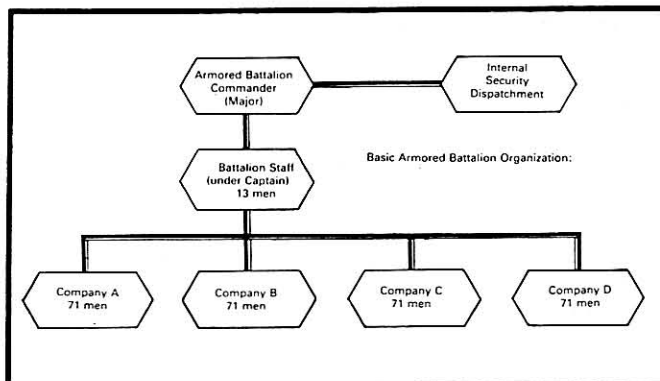 Armored Battalion
Commander
(Major)
Internal
Security
Dispatchment
Basic Armored Battalion Organization:
Battalion Staff
(under Captain)
13 men
Company A
71 men
Company B
71 men
Company C
71 men
Company D
71 men